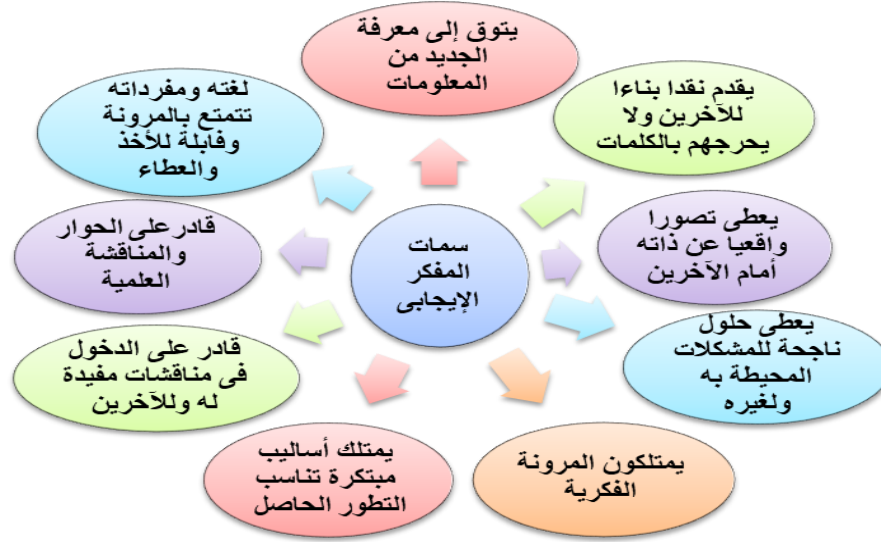 يتوق إلى معرفة
الجديد من
المعلومات
يقدم نقدا بناءا
للآخرين ولا
يحرجهم بالكلمات
يعطى تصورا
واقعيا عن ذاته
أمام الآخرين
يعطى حلول
ناجحة للمشكلات
المحيطة به
ولغيره
يمتلكون المرونة
الفكرية
يمتلك أساليب
مبتكرة تناسب
التطور الحاصل
قادر على الدخول
فى مناقشات مفيدة
له وللآخرين
قادر على الحوار
والمناقشة
العلمية
لغته ومفرداته
تتمتع بالمرونة
وقابلة للأخذ
والعطاء
سمات
المفكر
الإيجابى